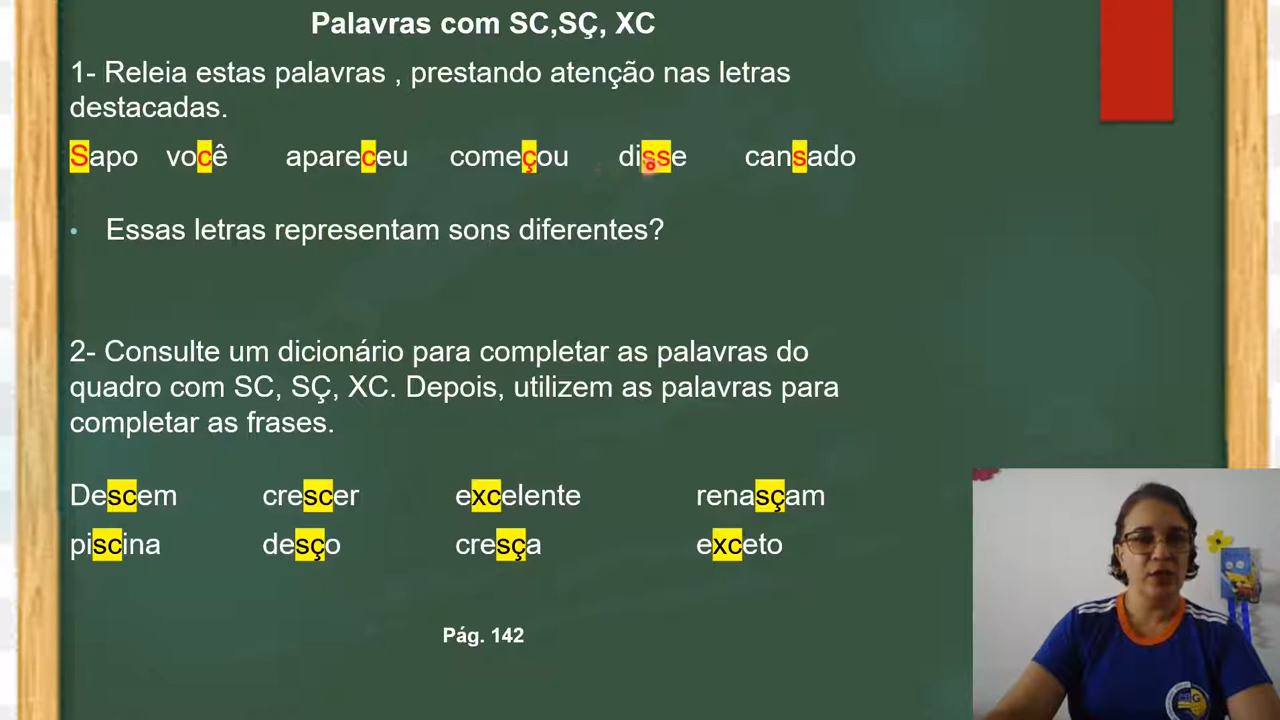 Palavras com SC,SÇ, XC
1- Releia estas palavras , prestando atenção nas letras
destacadas.
Sapo você apareceu começou disse cansado
• Essas letras representam sons diferentes?
2- Consulte um dicionário para completar as palavras do
quadro com SC, SÇ, XC. Depois, utilizem as palavras para
completar as frases.
Descem crescer excelente renasçam
piscina desço cresça exceto
Pág. 142